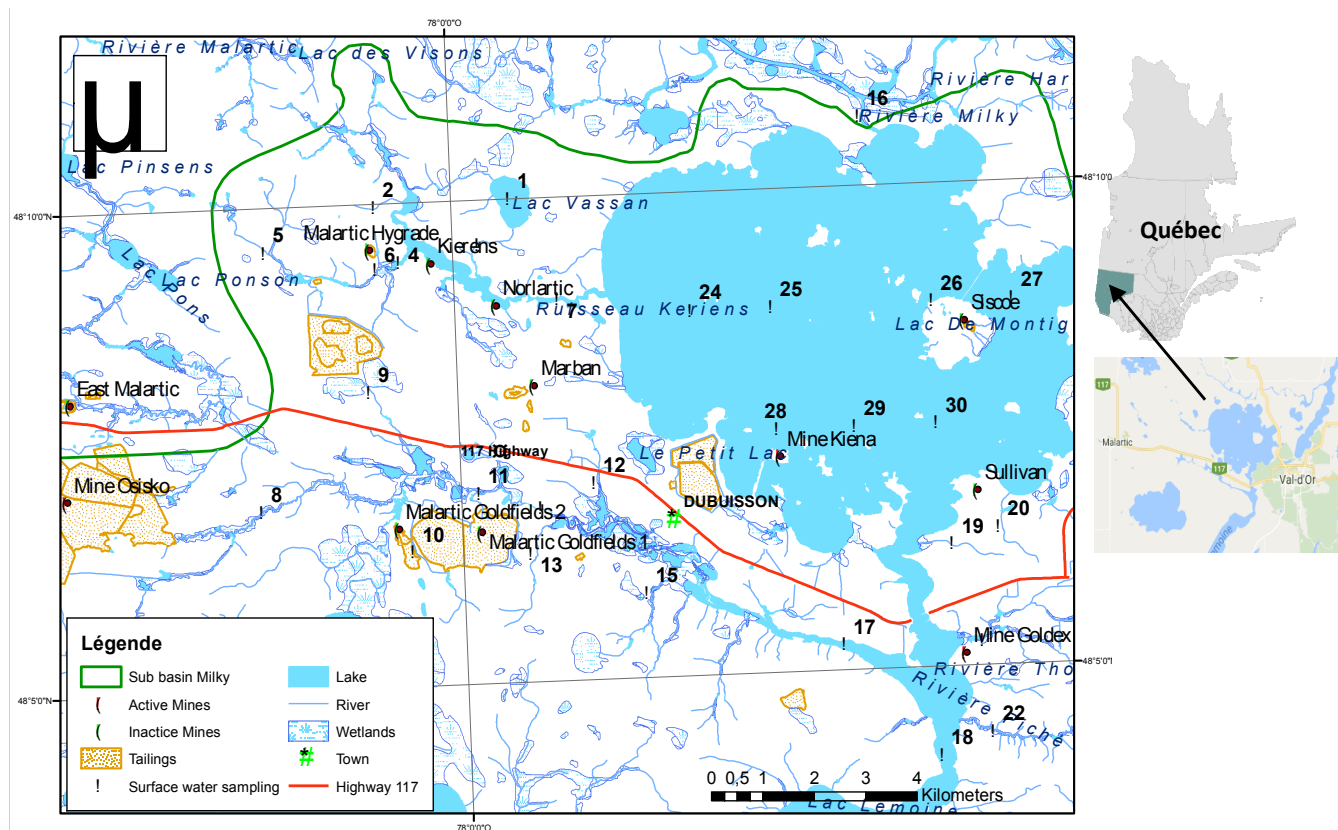 78°0'0"O
Rivière Malartic
Lac des Visons
µ
Rivière Har
16
Rivière Milky
Lac Pinsens
48°10'0
Québec
2
1
Lac Vassan
48°10'0"N
5
Malartic Hygrade
6
4
Kierens
Lac Ponson
Lac Pons
Norlartic
7
Ruisseau Keriens
24
25
26
27
Siscoe
Lac De Montig
9
Marban
East Malartic
28
29
30
Mine Kiena
117
Malartic
117
Val-d'Or
117 Highway
Le Petit Lac
12
11
Sullivan
Mine Osisko
8
DUBUISSON
#
Malartic Goldfields 2
19
20
10
Malartic Goldfields 1
13
15
17
Mine Goldex
Rivière Tho
48°5'0"
48°5'0"N
Rivière Piché
22
18
Légende
Sub basin Milky
Lake
Active Mines
River
Inactice Mines
Wetlands
Tailings
Town
Surface water sampling
Highway 117
0 0,5 1 2 3 4
Kilometers
Lac Lemoine
78°0'0"O